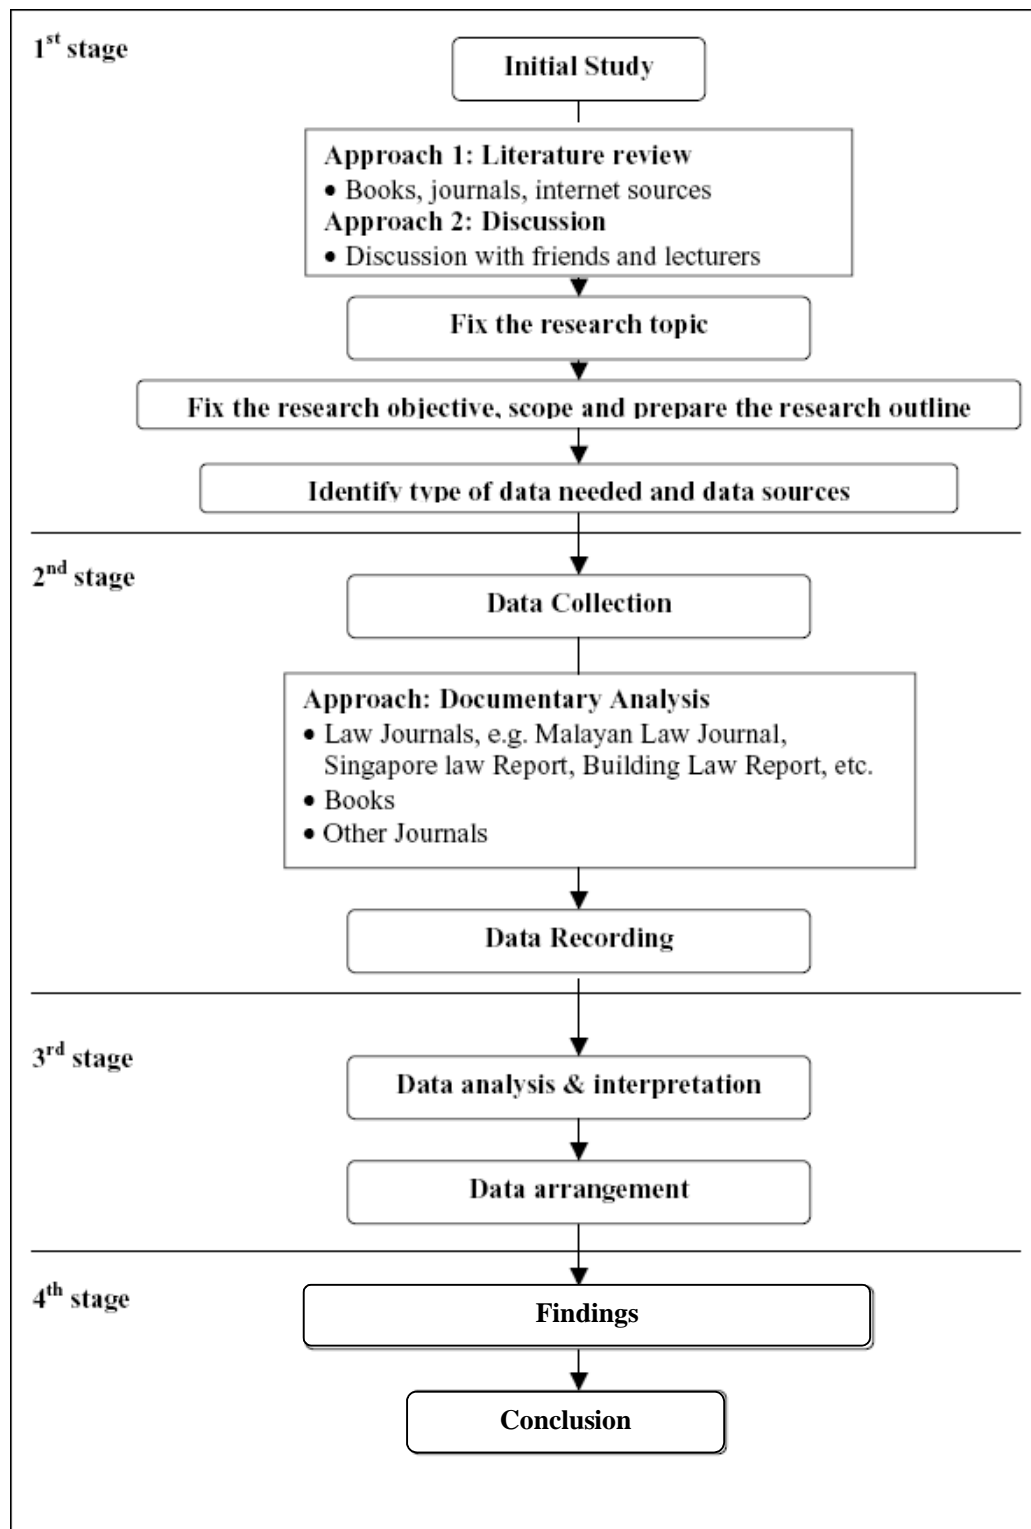 1st stage
Initial Study
Approach 1: Literature review
• Books, journals, internet sources
Approach 2: Discussion
• Discussion with friends and lecturers
Fix the research topic
Fix the research objective, scope and prepare the research outline
Identify type of data needed and data sources
2nd stage
Data Collection
Approach: Documentary Analysis
• Law Journals, e.g. Malayan Law Journal,
Singapore law Report, Building Law Report, etc.
• Books
• Other Journals
Data Recording
3rd stage
Data analysis & interpretation
Data arrangement
4th stage
Findings
Conclusion